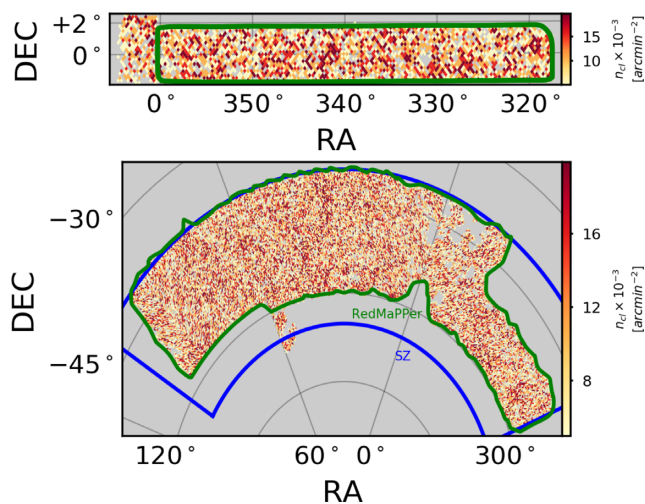 +2°
0°
DEC
15
10
n_cl × 10^-3
[arcmin^-2]
0° 350° 340° 330° 320°
RA
−30°
−45°
DEC
RedMaPPer
SZ
16
12
8
n_cl × 10^-3
[arcmin^-2]
120° 60° 0° 300°
RA